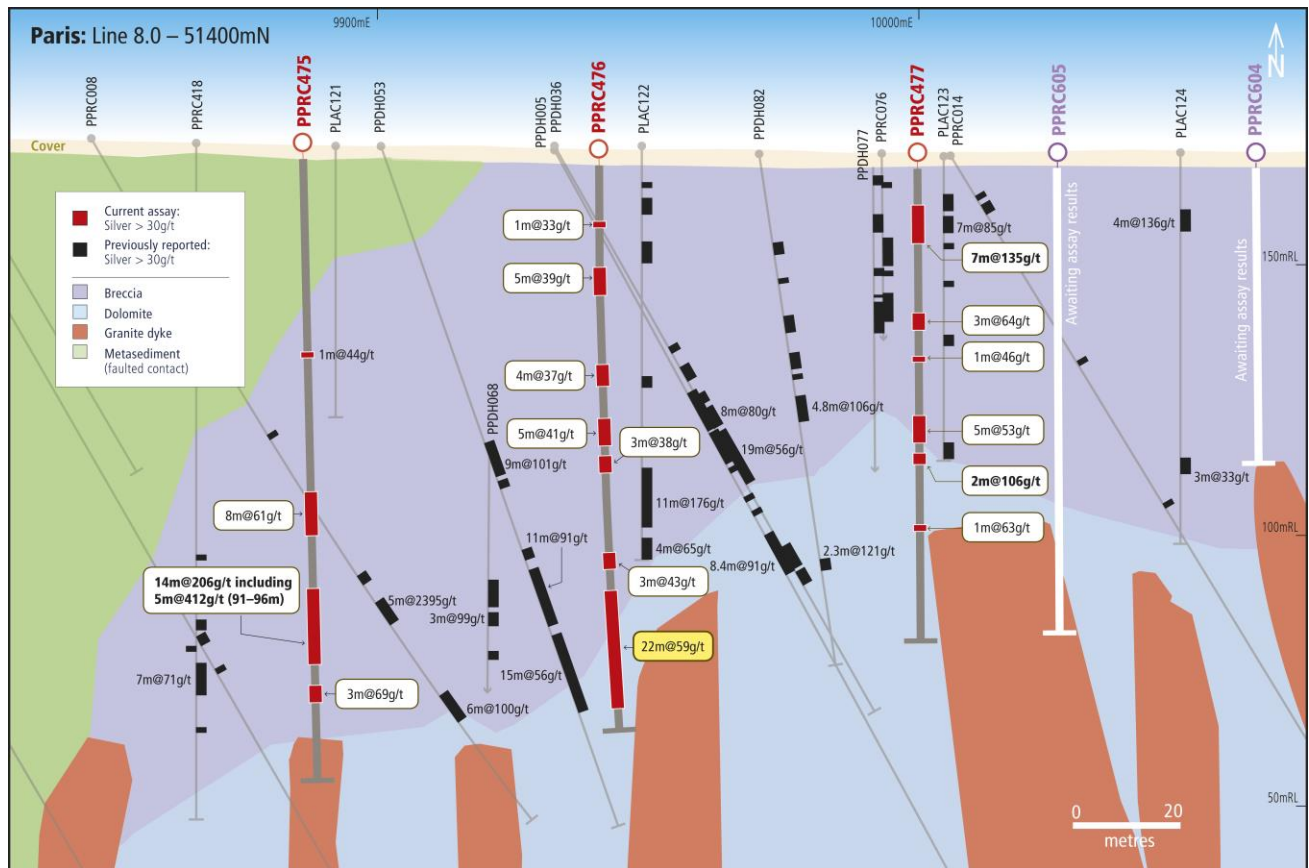 9900mE
10000mE
Paris: Line 8.0 – 51400mN
N
PPRC008
PPRC418
PPRC475
PLAC121
PPDH053
PPDH005
PPDH036
PPRC476
PLAC122
PPDH082
PPDH077
PPRC076
PPRC477
PLAC123
PPRC014
PPRC605
PLAC124
PPRC604
Cover
Current assay:
Silver > 30g/t
Previously reported:
Silver > 30g/t
Breccia
Dolomite
Granite dyke
Metasediment
(faulted contact)
1m@33g/t
7m@85g/t
4m@136g/t
7m@135g/t
150mRL
5m@39g/t
Awaiting assay results
Awaiting assay results
3m@64g/t
1m@44g/t
1m@46g/t
4m@37g/t
PPDH068
8m@80g/t
4.8m@106g/t
5m@41g/t
3m@38g/t
5m@53g/t
19m@56g/t
9m@101g/t
2m@106g/t
3m@33g/t
11m@176g/t
8m@61g/t
1m@63g/t
100mRL
11m@91g/t
4m@65g/t
2.3m@121g/t
8.4m@91g/t
14m@206g/t including
5m@412g/t (91–96m)
3m@43g/t
5m@2395g/t
3m@99g/t
22m@59g/t
7m@71g/t
15m@56g/t
3m@69g/t
6m@100g/t
50mRL
0 20
metres